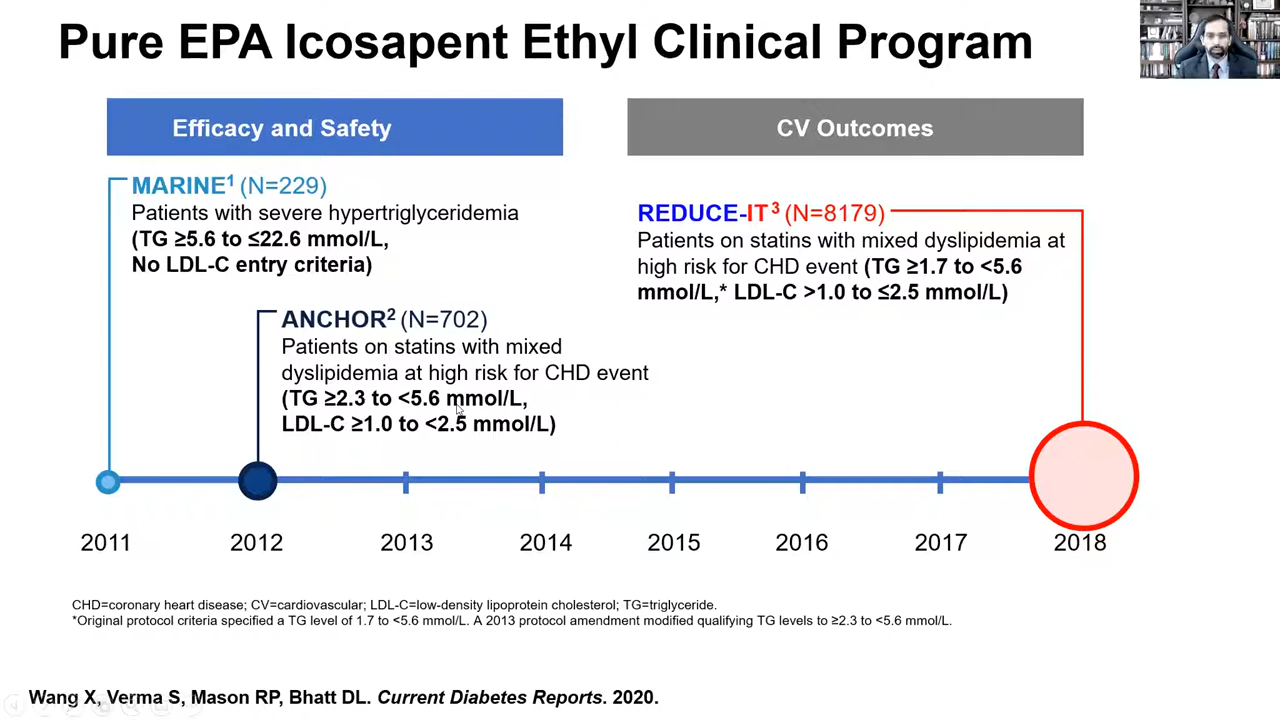 Pure EPA Icosapent Ethyl Clinical Program
Efficacy and Safety
CV Outcomes
MARINE¹ (N=229)
Patients with severe hypertriglyceridemia
(TG ≥5.6 to ≤22.6 mmol/L,
No LDL-C entry criteria)
REDUCE-IT³ (N=8179)
Patients on statins with mixed dyslipidemia at
high risk for CHD event (TG ≥1.7 to <5.6
mmol/L,* LDL-C >1.0 to ≤2.5 mmol/L)
ANCHOR² (N=702)
Patients on statins with mixed
dyslipidemia at high risk for CHD event
(TG ≥2.3 to <5.6 mmol/L,
LDL-C ≥1.0 to <2.5 mmol/L)
2011 2012 2013 2014 2015 2016 2017 2018
CHD=coronary heart disease; CV=cardiovascular; LDL-C=low-density lipoprotein cholesterol; TG=triglyceride.
*Original protocol criteria specified a TG level of 1.7 to <5.6 mmol/L. A 2013 protocol amendment modified qualifying TG levels to ≥2.3 to <5.6 mmol/L.
Wang X, Verma S, Mason RP, Bhatt DL. Current Diabetes Reports. 2020.